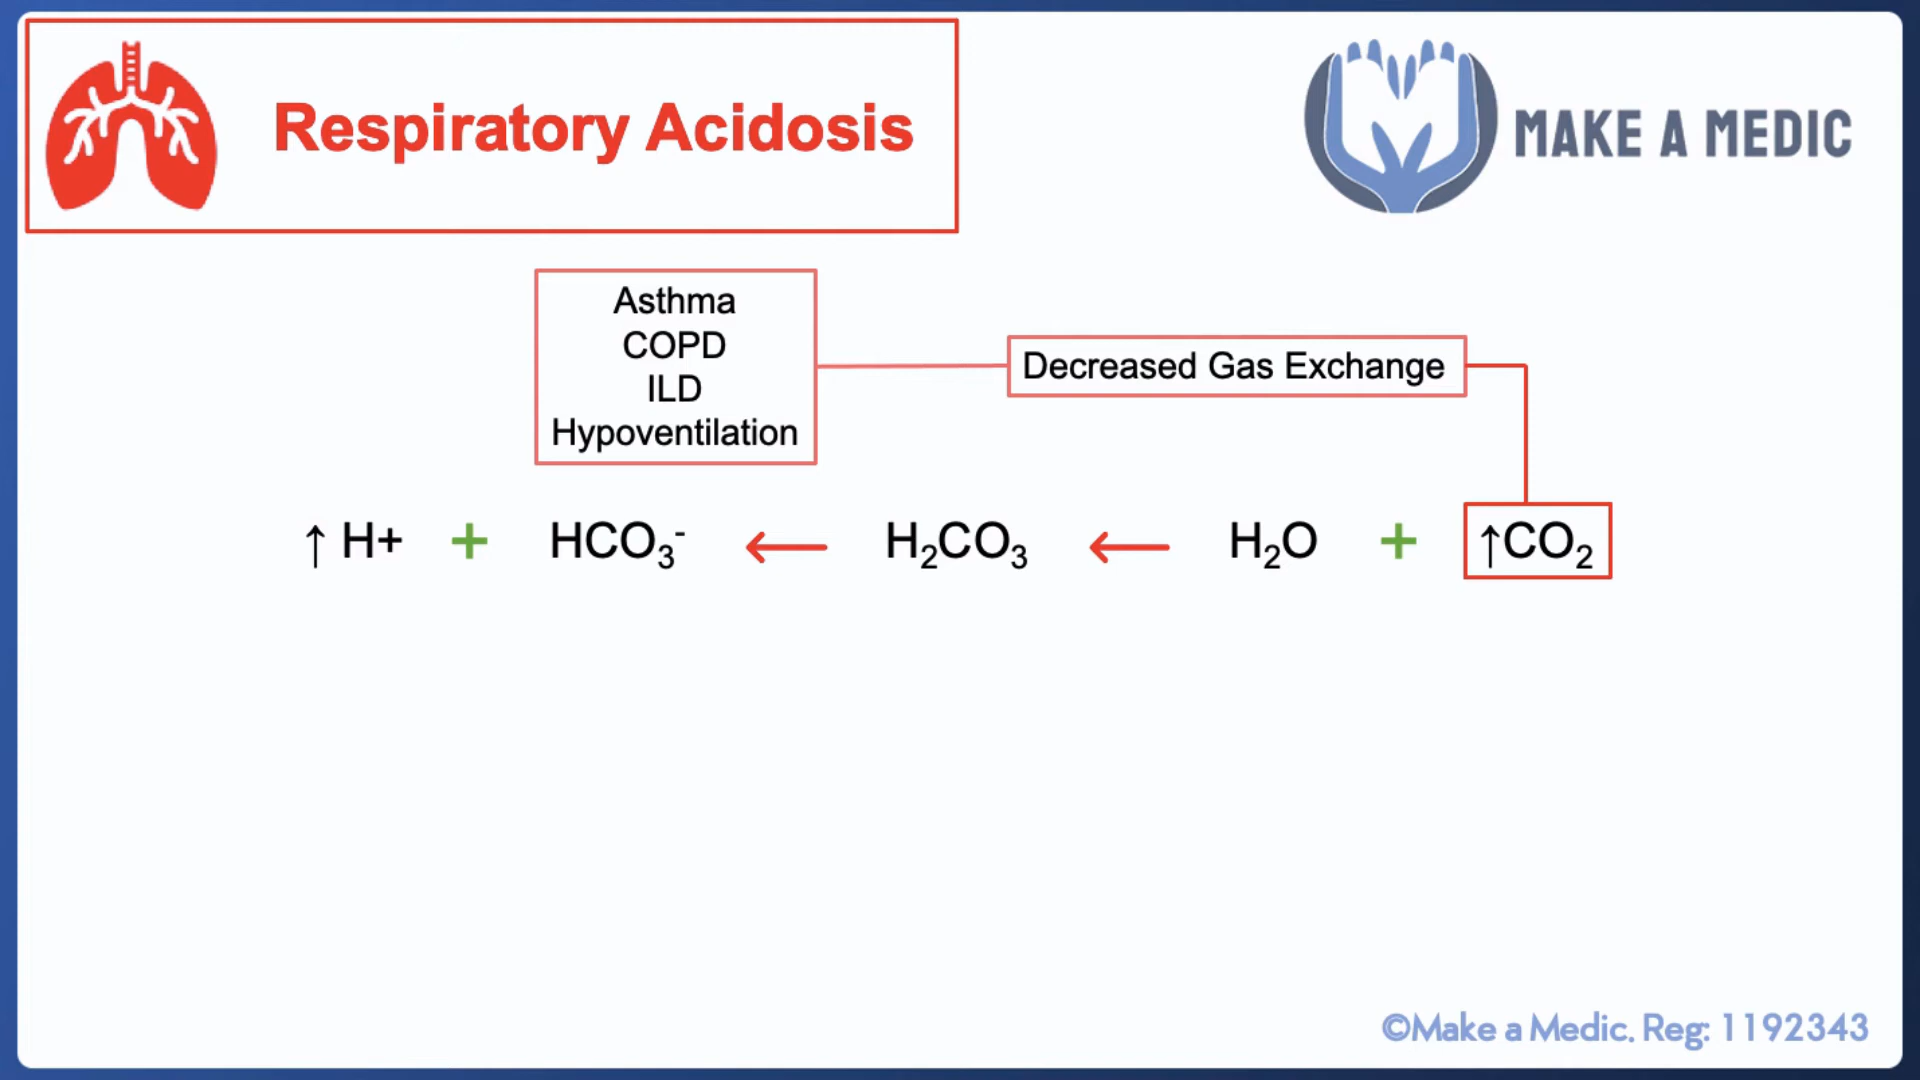 Respiratory Acidosis
MAKE A MEDIC
Asthma
COPD
ILD
Hypoventilation
Decreased Gas Exchange
↑ H+ + HCO₃⁻ ← H₂CO₃ ← H₂O + ↑CO₂
©Make a Medic. Reg: 1192343